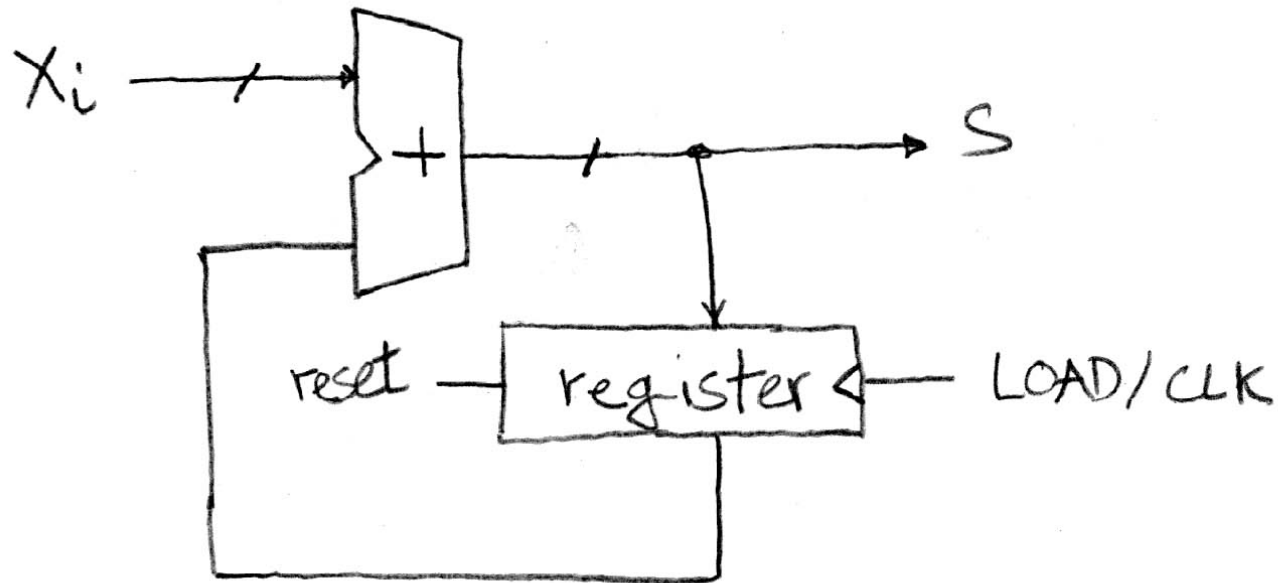 Xi
+
S
reset
register
LOAD/CLK